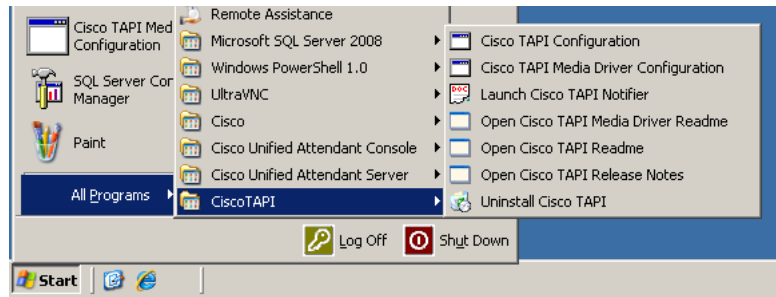 Cisco TAPI Med
Configuration
SQL Server Cor
Manager
Paint
All Programs
Remote Assistance
Microsoft SQL Server 2008
Windows PowerShell 1.0
UltraVNC
Cisco
Cisco Unified Attendant Console
Cisco Unified Attendant Server
CiscoTAPI
Cisco TAPI Configuration
Cisco TAPI Media Driver Configuration
Launch Cisco TAPI Notifier
Open Cisco TAPI Media Driver Readme
Open Cisco TAPI Readme
Open Cisco TAPI Release Notes
Uninstall Cisco TAPI
Log Off
Shut Down
Start